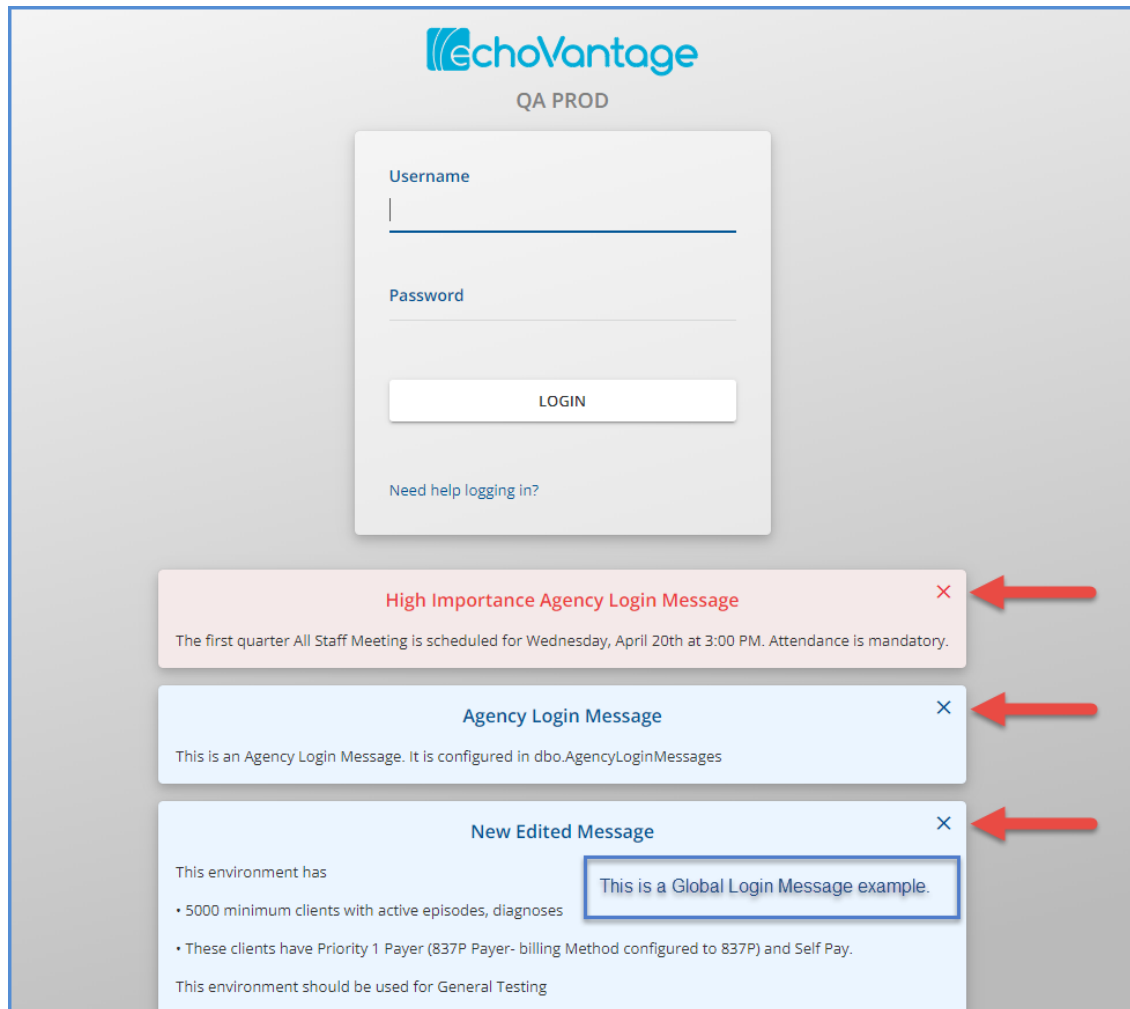 echoVantage
QA PROD
Username
Password
LOGIN
Need help logging in?
High Importance Agency Login Message
The first quarter All Staff Meeting is scheduled for Wednesday, April 20th at 3:00 PM. Attendance is mandatory.
Agency Login Message
This is an Agency Login Message. It is configured in dbo.AgencyLoginMessages
New Edited Message
This environment has
This is a Global Login Message example.
• 5000 minimum clients with active episodes, diagnoses
• These clients have Priority 1 Payer (837P Payer- billing Method configured to 837P) and Self Pay.
This environment should be used for General Testing